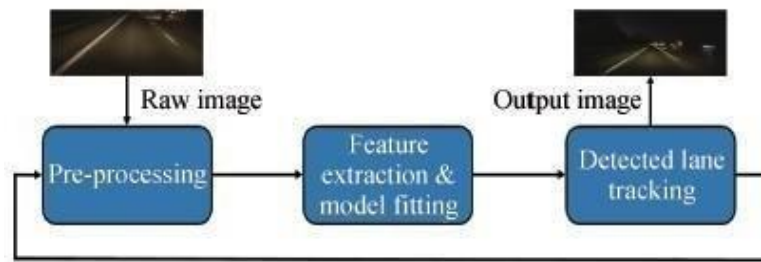 Raw image
Output image
Pre-processing
Feature
extraction &
model fitting
Detected lane
tracking